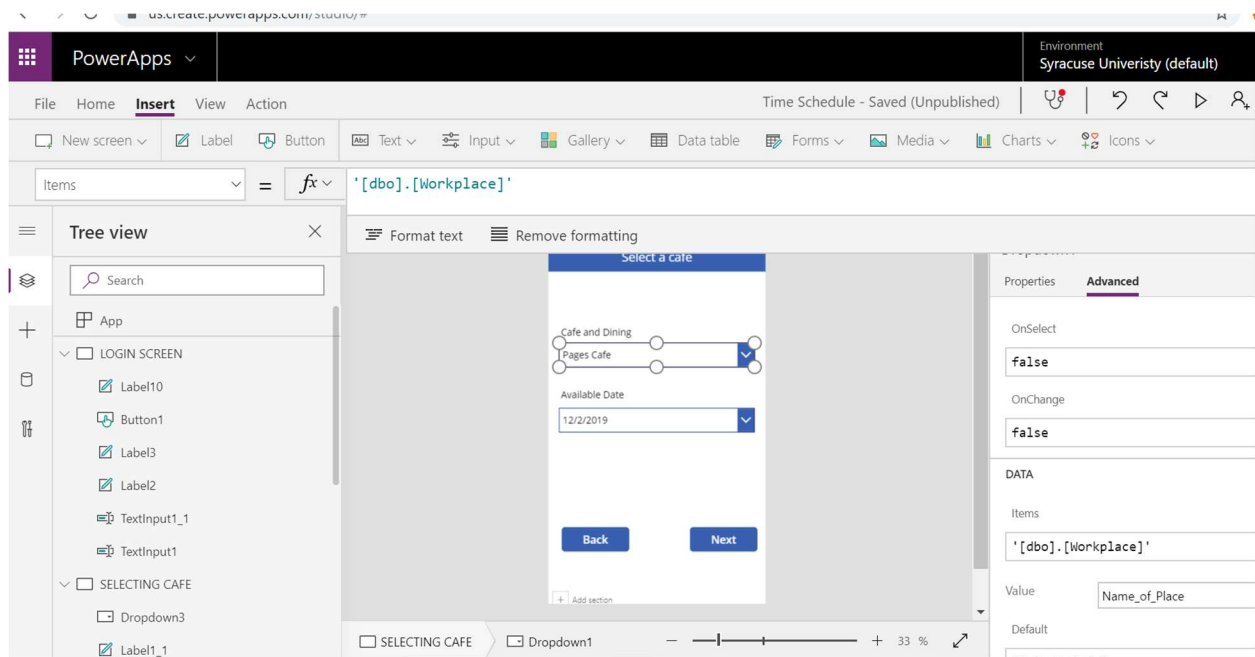 us.create.powerapps.com/studio/#
PowerApps
Environment
Syracuse Univeristy (default)
File Home Insert View Action
Time Schedule - Saved (Unpublished)
New screen Label Button Abc Text Input Gallery Data table Forms Media Charts Icons
Items = fx '[dbo].[Workplace]'
Tree view
Format text Remove formatting
Search
App
LOGIN SCREEN
Label10
Button1
Label3
Label2
TextInput1_1
TextInput1
SELECTING CAFE
Dropdown3
Label1_1
Select a cafe
Cafe and Dining
Pages Cafe
Available Date
12/2/2019
Back Next
Add section
SELECTING CAFE Dropdown1 33 %
Properties Advanced
OnSelect
false
OnChange
false
DATA
Items
'[dbo].[Workplace]'
Value Name_of_Place
Default